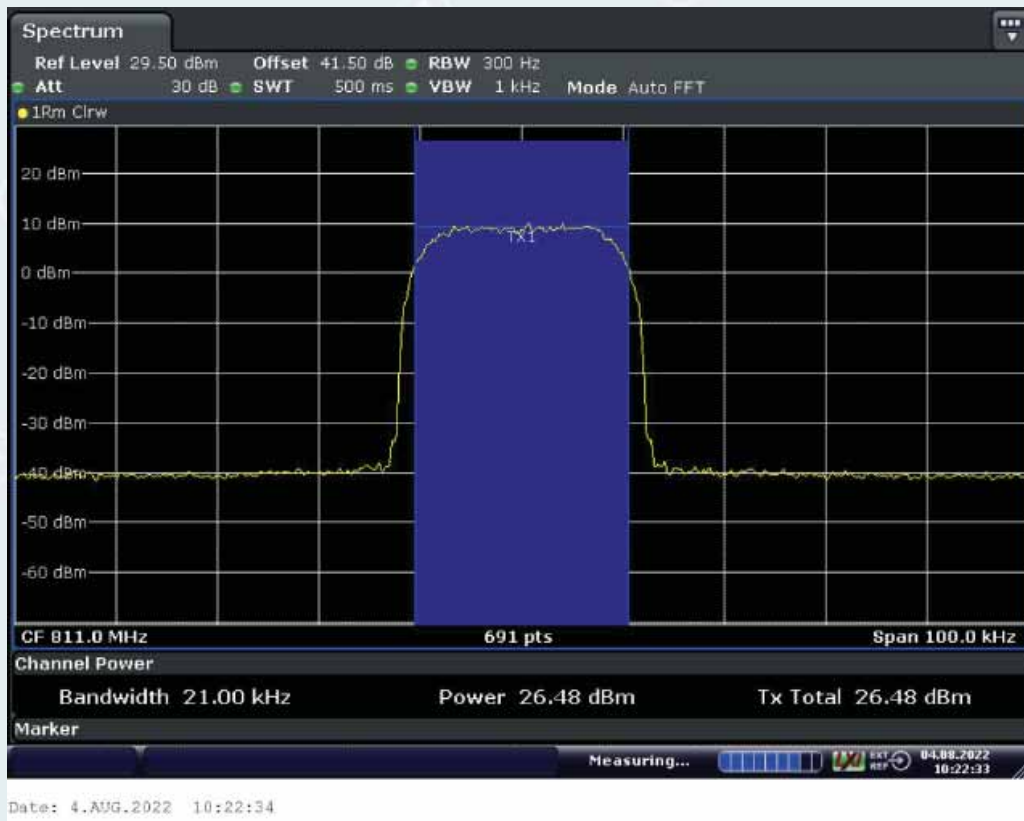 Spectrum
Ref Level 29.50 dBm Offset 41.50 dB RBW 300 Hz
Att 30 dB SWT 500 ms VBW 1 kHz Mode Auto FFT
1Rm Clrw
20 dBm
10 dBm
TX1
0 dBm
-10 dBm
-20 dBm
-30 dBm
-40 dBm
-50 dBm
-60 dBm
CF 811.0 MHz 691 pts Span 100.0 kHz
Channel Power
Bandwidth 21.00 kHz Power 26.48 dBm Tx Total 26.48 dBm
Marker
Measuring... LXI EXT REF 04.08.2022
10:22:33
Date: 4.AUG.2022 10:22:34